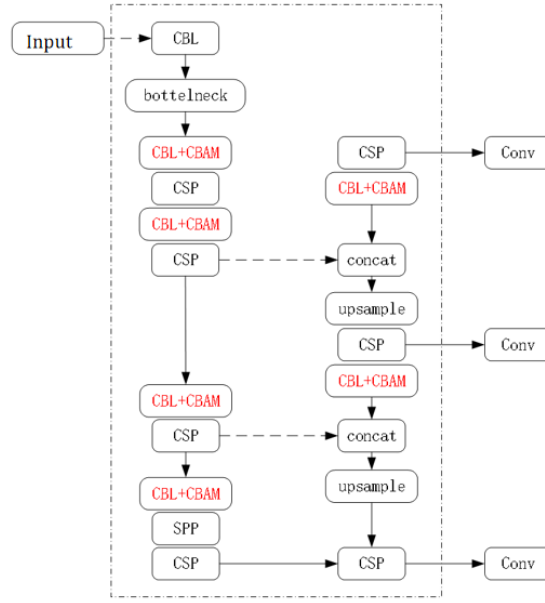 Input
CBL
bottelneck
CBL+CBAM
CSP
CBL+CBAM
CSP
CBL+CBAM
CSP
CBL+CBAM
SPP
CSP
CSP
Conv
CBL+CBAM
concat
upsample
CSP
Conv
CBL+CBAM
concat
upsample
CSP
Conv